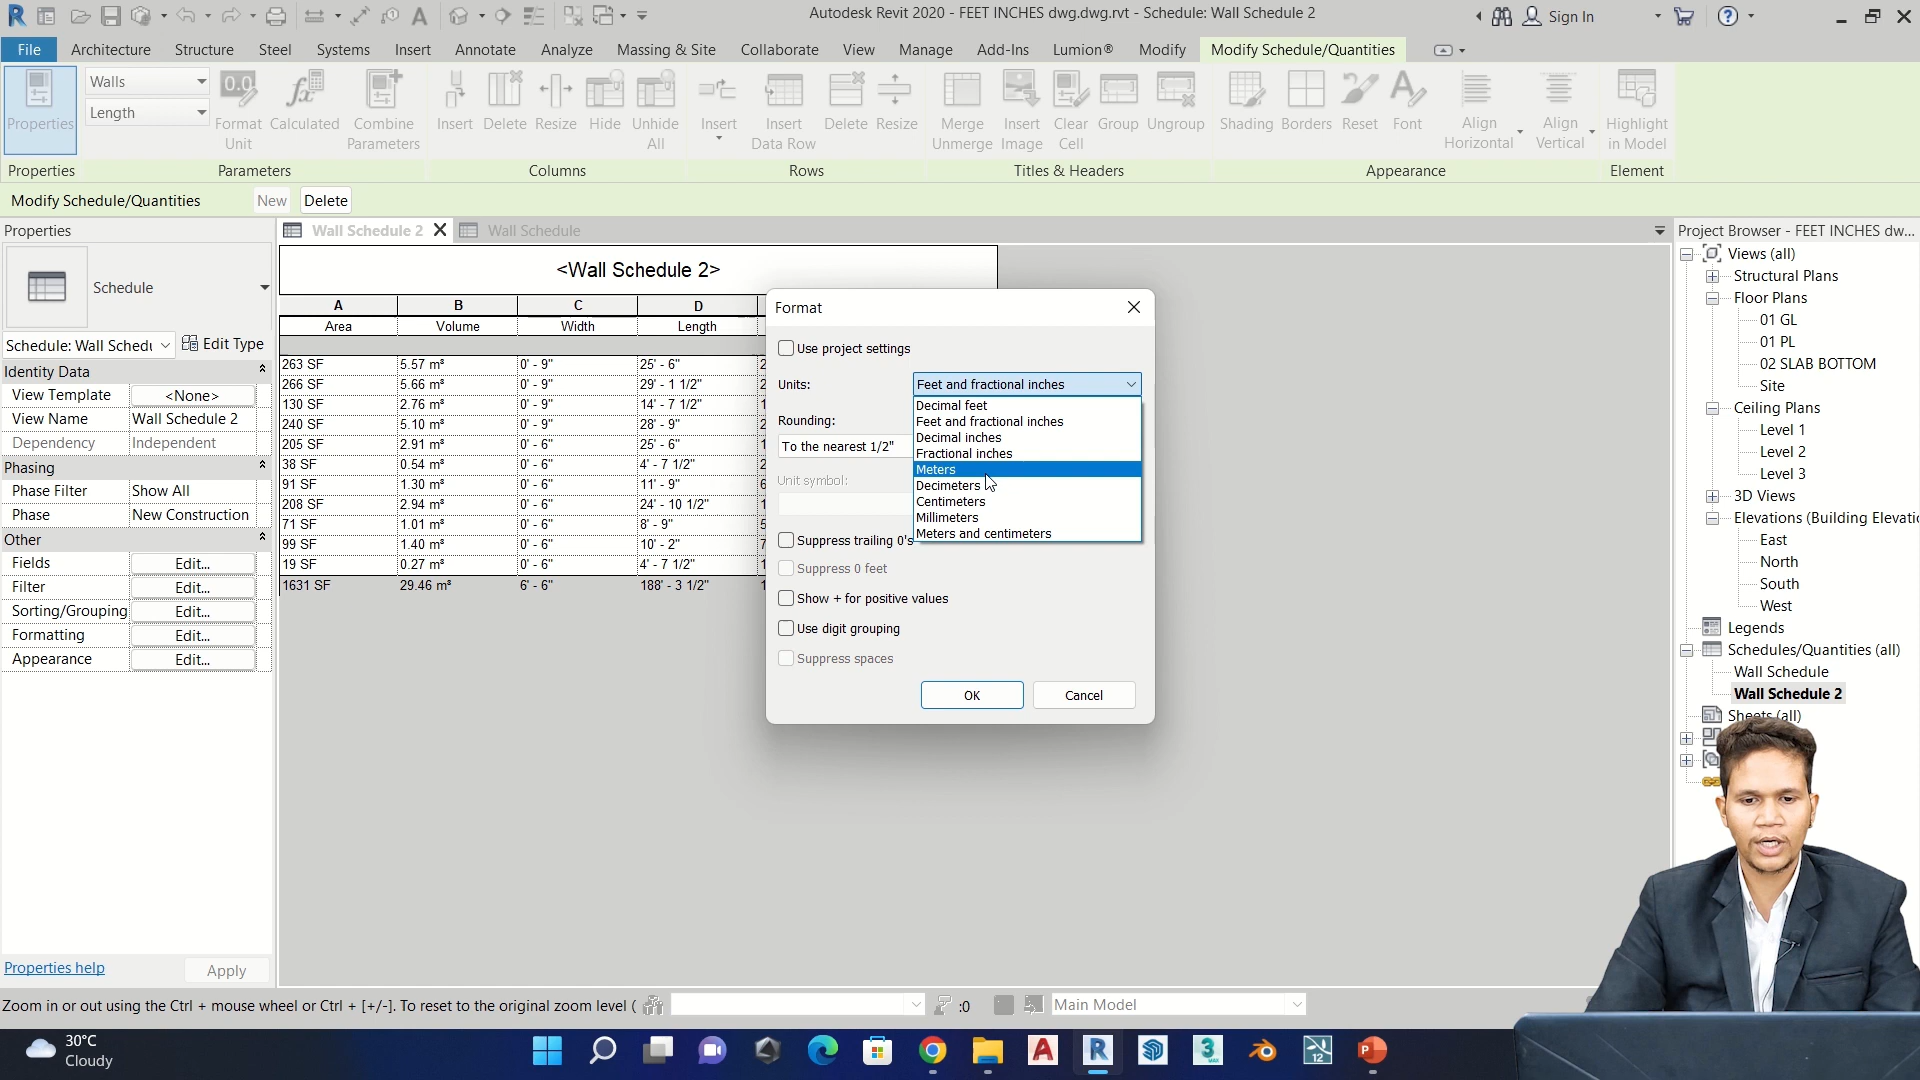 Autodesk Revit 2020 - FEET INCHES dwg.dwg.rvt - Schedule: Wall Schedule 2
Sign In
File Architecture Structure Steel Systems Insert Annotate Analyze Massing & Site Collaborate View Manage Add-Ins Lumion® Modify Modify Schedule/Quantities
Walls
Length
Properties
Format Unit
Calculated
Combine Parameters
Insert
Delete
Resize
Hide
Unhide All
Insert
Insert Data Row
Delete
Resize
Merge Unmerge
Insert Image
Clear Cell
Group
Ungroup
Shading
Borders
Reset
Font
Align Horizontal
Align Vertical
Highlight in Model
Properties Parameters Columns Rows Titles & Headers Appearance Element
Modify Schedule/Quantities New Delete
Properties
Schedule
Schedule: Wall Schedu
Edit Type
Identity Data
View Template <None>
View Name Wall Schedule 2
Dependency Independent
Phasing
Phase Filter Show All
Phase New Construction
Other
Fields Edit...
Filter Edit...
Sorting/Grouping Edit...
Formatting Edit...
Appearance Edit...
Properties help
Apply
Wall Schedule 2
Wall Schedule
<Wall Schedule 2>
A B C D
Area Volume Width Length
263 SF 5.57 m³ 0' - 9" 25' - 6" 2
266 SF 5.66 m³ 0' - 9" 29' - 1 1/2" 2
130 SF 2.76 m³ 0' - 9" 14' - 7 1/2" 1
240 SF 5.10 m³ 0' - 9" 28' - 9" 2
205 SF 2.91 m³ 0' - 6" 25' - 6" 1
38 SF 0.54 m³ 0' - 6" 4' - 7 1/2" 2
91 SF 1.30 m³ 0' - 6" 11' - 9" 6
208 SF 2.94 m³ 0' - 6" 24' - 10 1/2" 1
71 SF 1.01 m³ 0' - 6" 8' - 9" 5
99 SF 1.40 m³ 0' - 6" 10' - 2" 7
19 SF 0.27 m³ 0' - 6" 4' - 7 1/2" 1
1631 SF 29.46 m³ 6' - 6" 188' - 3 1/2" 1
Format
Use project settings
Units: Feet and fractional inches
Decimal feet
Feet and fractional inches
Decimal inches
Fractional inches
Meters
Decimeters
Centimeters
Millimeters
Meters and centimeters
Rounding:
To the nearest 1/2"
Unit symbol:
Suppress trailing 0's
Suppress 0 feet
Show + for positive values
Use digit grouping
Suppress spaces
OK Cancel
Project Browser - FEET INCHES dw...
Views (all)
Structural Plans
Floor Plans
01 GL
01 PL
02 SLAB BOTTOM
Site
Ceiling Plans
Level 1
Level 2
Level 3
3D Views
Elevations (Building Elevatio
East
North
South
West
Legends
Schedules/Quantities (all)
Wall Schedule
Wall Schedule 2
Sheets (all)
Zoom in or out using the Ctrl + mouse wheel or Ctrl + [+/-]. To reset to the original zoom level (
:0
Main Model
30°C
Cloudy